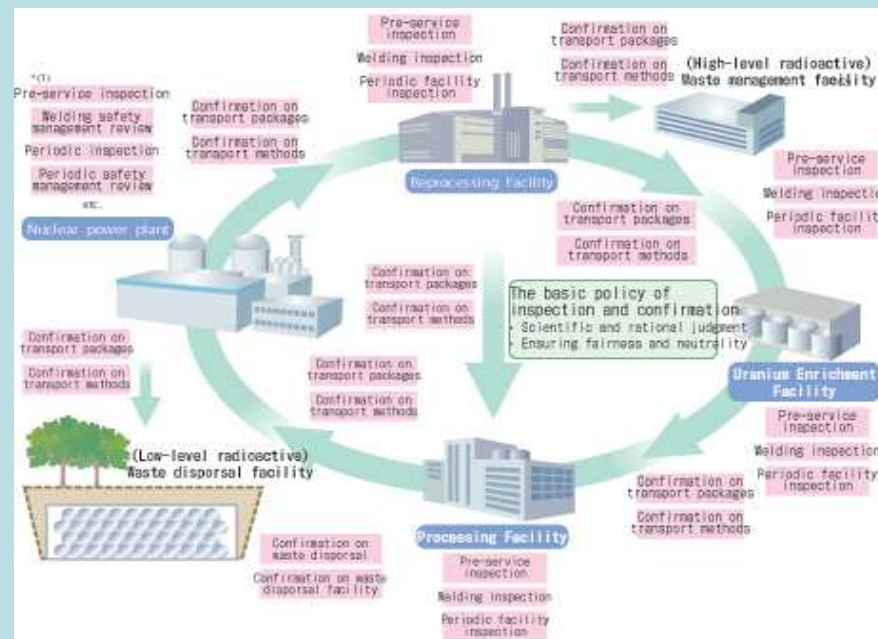 *(1)
Pre-service inspection
Welding safety
management review
Periodic inspection
Periodic safety
management review
etc.
Nuclear power plant
Confirmation on
transport packages
Confirmation on
transport methods
Pre-service
inspection
Welding inspection
Periodic facility
inspection
Reprocessing Facility
Confirmation on
transport packages
Confirmation on
transport methods
(High-level radioactive)
Waste management facility
Pre-service
inspection
Welding inspectio
Periodic facilit
inspection
Confirmation on
transport packages
Confirmation on
transport methods
Confirmation on
transport packages
Confirmation on
transport methods
The basic policy of
inspection and confirmation
・Scientific and rational judgment
・Ensuring fairness and neutrality
Uranium Enrichment
Facility
Pre-service
inspection
Welding inspection
Periodic facility
inspection
Confirmation on
transport packages
Confirmation on
transport methods
Confirmation on
transport packages
Confirmation on
transport methods
Confirmation on
transport packages
Confirmation on
transport methods
(Low-level radioactive)
Waste dispersal facility
Confirmation on
waste dispersal
Confirmation on waste
dispersal facility
Processing Facility
Pre-service
inspection
Welding inspection
Periodic facility
inspection